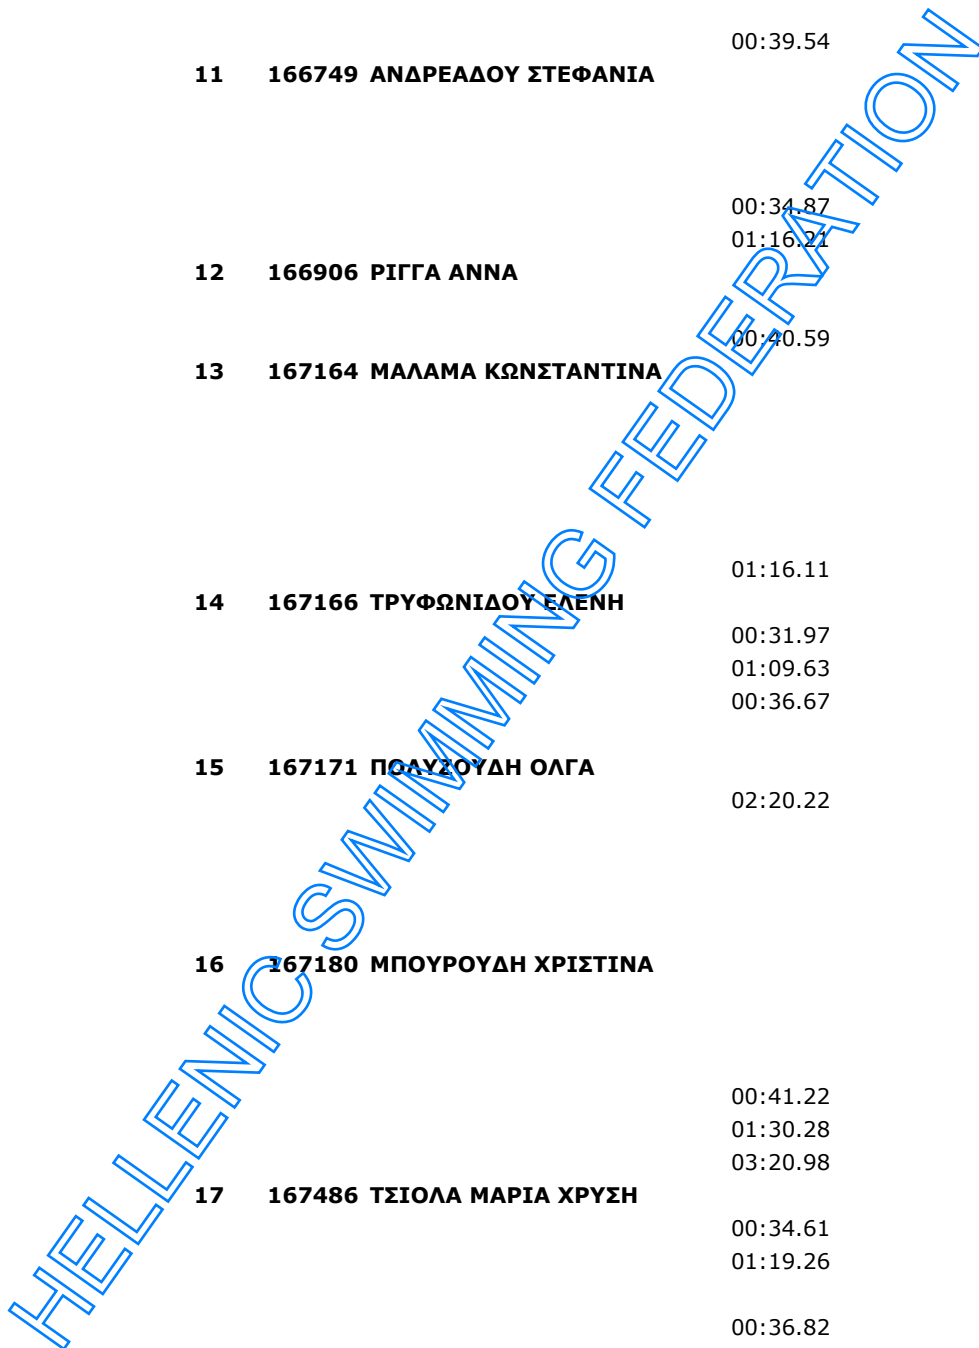 00:39.54
11 166749 ΑΝΔΡΕΑΔΟΥ ΣΤΕΦΑΝΙΑ
00:34.87
01:16.21
12 166906 ΡΙΓΓΑ ΑΝΝΑ
00:40.59
13 167164 ΜΑΛΑΜΑ ΚΩΝΣΤΑΝΤΙΝΑ
01:16.11
14 167166 ΤΡΥΦΩΝΙΔΟΥ ΕΛΕΝΗ
00:31.97
01:09.63
00:36.67
15 167171 ΠΟΛΥΖΟΥΔΗ ΟΛΓΑ
02:20.22
16 167180 ΜΠΟΥΡΟΥΔΗ ΧΡΙΣΤΙΝΑ
00:41.22
01:30.28
03:20.98
17 167486 ΤΣΙΟΛΑ ΜΑΡΙΑ ΧΡΥΣΗ
00:34.61
01:19.26
00:36.82
HELLENIC SWIMMING FEDERATION